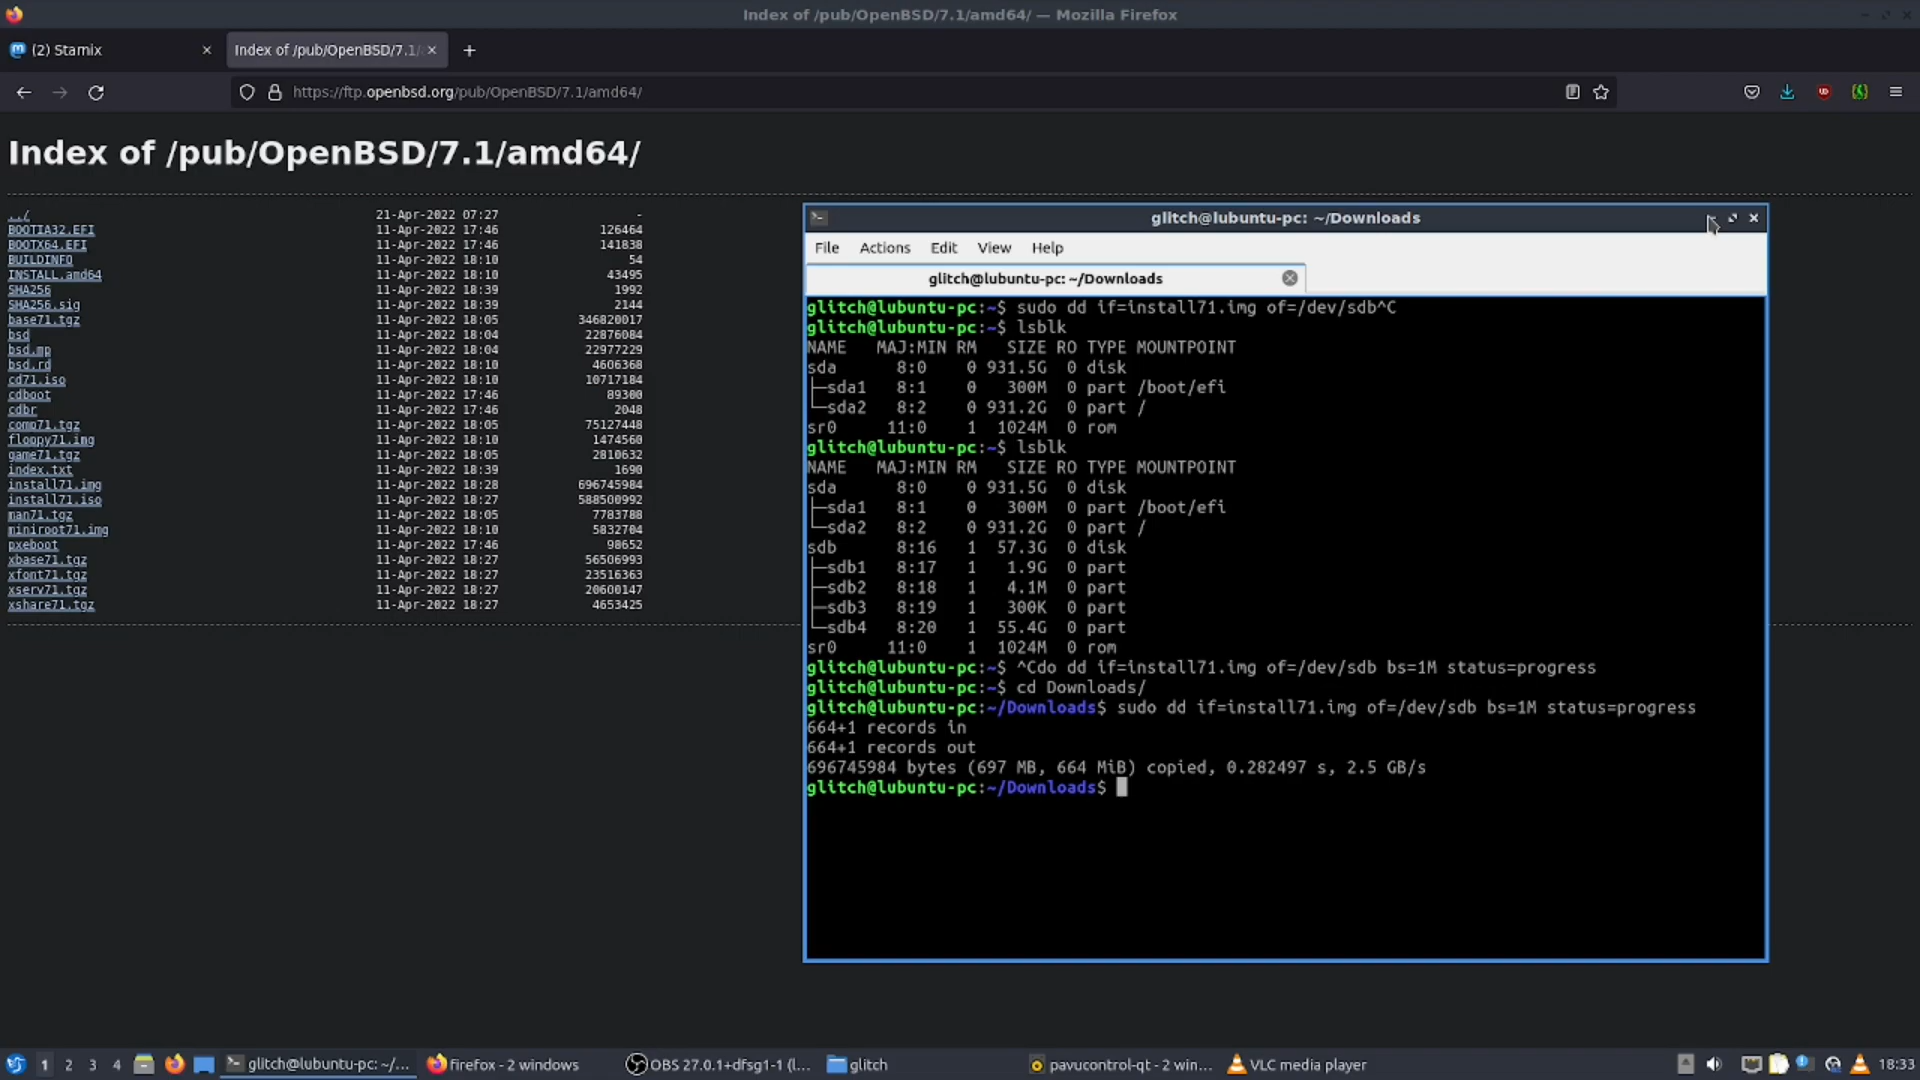 Index of /pub/OpenBSD/7.1/amd64/ — Mozilla Firefox
(2) Stamix
Index of /pub/OpenBSD/7.1/
https://ftp.openbsd.org/pub/OpenBSD/7.1/amd64/
Index of /pub/OpenBSD/7.1/amd64/
../ 21-Apr-2022 07:27 -
BOOTIA32.EFI 11-Apr-2022 17:46 126464
BOOTX64.EFI 11-Apr-2022 17:46 141838
BUILDINFO 11-Apr-2022 18:10 54
INSTALL.amd64 11-Apr-2022 18:10 43495
SHA256 11-Apr-2022 18:39 1992
SHA256.sig 11-Apr-2022 18:39 2144
base71.tgz 11-Apr-2022 18:05 346820017
bsd 11-Apr-2022 18:04 22876084
bsd.mp 11-Apr-2022 18:04 22977229
bsd.rd 11-Apr-2022 18:10 4606368
cd71.iso 11-Apr-2022 18:10 10717184
cdboot 11-Apr-2022 17:46 89300
cdbr 11-Apr-2022 17:46 2048
comp71.tgz 11-Apr-2022 18:05 75127448
floppy71.img 11-Apr-2022 18:10 1474560
game71.tgz 11-Apr-2022 18:05 2810632
index.txt 11-Apr-2022 18:39 1690
install71.img 11-Apr-2022 18:28 696745984
install71.iso 11-Apr-2022 18:27 588500992
man71.tgz 11-Apr-2022 18:05 7783788
miniroot71.img 11-Apr-2022 18:10 5832704
pxeboot 11-Apr-2022 17:46 98652
xbase71.tgz 11-Apr-2022 18:27 56506993
xfont71.tgz 11-Apr-2022 18:27 23516363
xserv71.tgz 11-Apr-2022 18:27 20600147
xshare71.tgz 11-Apr-2022 18:27 4653425
glitch@lubuntu-pc: ~/Downloads
File Actions Edit View Help
glitch@lubuntu-pc: ~/Downloads
glitch@lubuntu-pc:~$ sudo dd if=install71.img of=/dev/sdb^C
glitch@lubuntu-pc:~$ lsblk
NAME MAJ:MIN RM SIZE RO TYPE MOUNTPOINT
sda 8:0 0 931.5G 0 disk
├─sda1 8:1 0 300M 0 part /boot/efi
└─sda2 8:2 0 931.2G 0 part /
sr0 11:0 1 1024M 0 rom
glitch@lubuntu-pc:~$ lsblk
NAME MAJ:MIN RM SIZE RO TYPE MOUNTPOINT
sda 8:0 0 931.5G 0 disk
├─sda1 8:1 0 300M 0 part /boot/efi
└─sda2 8:2 0 931.2G 0 part /
sdb 8:16 1 57.3G 0 disk
├─sdb1 8:17 1 1.9G 0 part
├─sdb2 8:18 1 4.1M 0 part
├─sdb3 8:19 1 300K 0 part
└─sdb4 8:20 1 55.4G 0 part
sr0 11:0 1 1024M 0 rom
glitch@lubuntu-pc:~$ ^Cdo dd if=install71.img of=/dev/sdb bs=1M status=progress
glitch@lubuntu-pc:~$ cd Downloads/
glitch@lubuntu-pc:~/Downloads$ sudo dd if=install71.img of=/dev/sdb bs=1M status=progress
664+1 records in
664+1 records out
696745984 bytes (697 MB, 664 MiB) copied, 0.282497 s, 2.5 GB/s
glitch@lubuntu-pc:~/Downloads$
1 2 3 4 glitch@lubuntu-pc: ~/... firefox - 2 windows OBS 27.0.1+dfsg1-1 (l... glitch pavucontrol-qt - 2 win... VLC media player 18:33